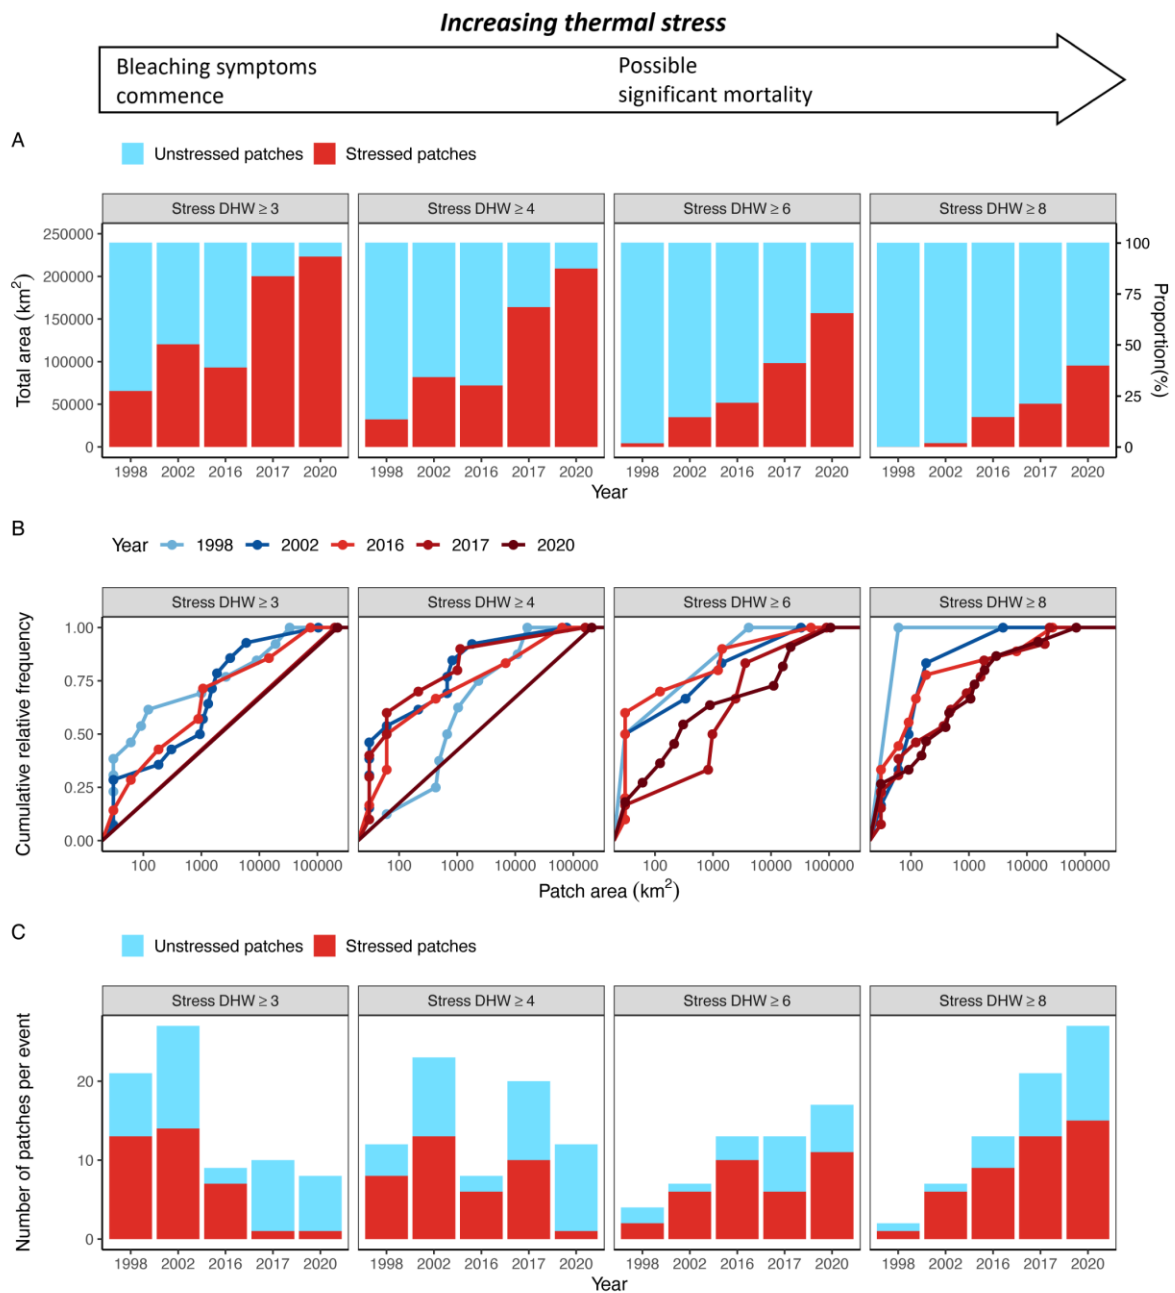 Increasing thermal stress
Bleaching symptoms
commence
Possible
significant mortality
A
Unstressed patches Stressed patches
Stress DHW ≥ 3 Stress DHW ≥ 4 Stress DHW ≥ 6 Stress DHW ≥ 8
Total area (km²)
250000
200000
150000
100000
50000
0
100
75
50
25
0
Proportion(%)
1998 2002 2016 2017 2020 1998 2002 2016 2017 2020 1998 2002 2016 2017 2020 1998 2002 2016 2017 2020
Year
B
Year 1998 2002 2016 2017 2020
Stress DHW ≥ 3 Stress DHW ≥ 4 Stress DHW ≥ 6 Stress DHW ≥ 8
Cumulative relative frequency
1.00
0.75
0.50
0.25
0.00
100 1000 10000 100000 100 1000 10000 100000 100 1000 10000 100000 100 1000 10000 100000
Patch area (km²)
C
Unstressed patches Stressed patches
Stress DHW ≥ 3 Stress DHW ≥ 4 Stress DHW ≥ 6 Stress DHW ≥ 8
Number of patches per event
20
10
0
1998 2002 2016 2017 2020 1998 2002 2016 2017 2020 1998 2002 2016 2017 2020 1998 2002 2016 2017 2020
Year